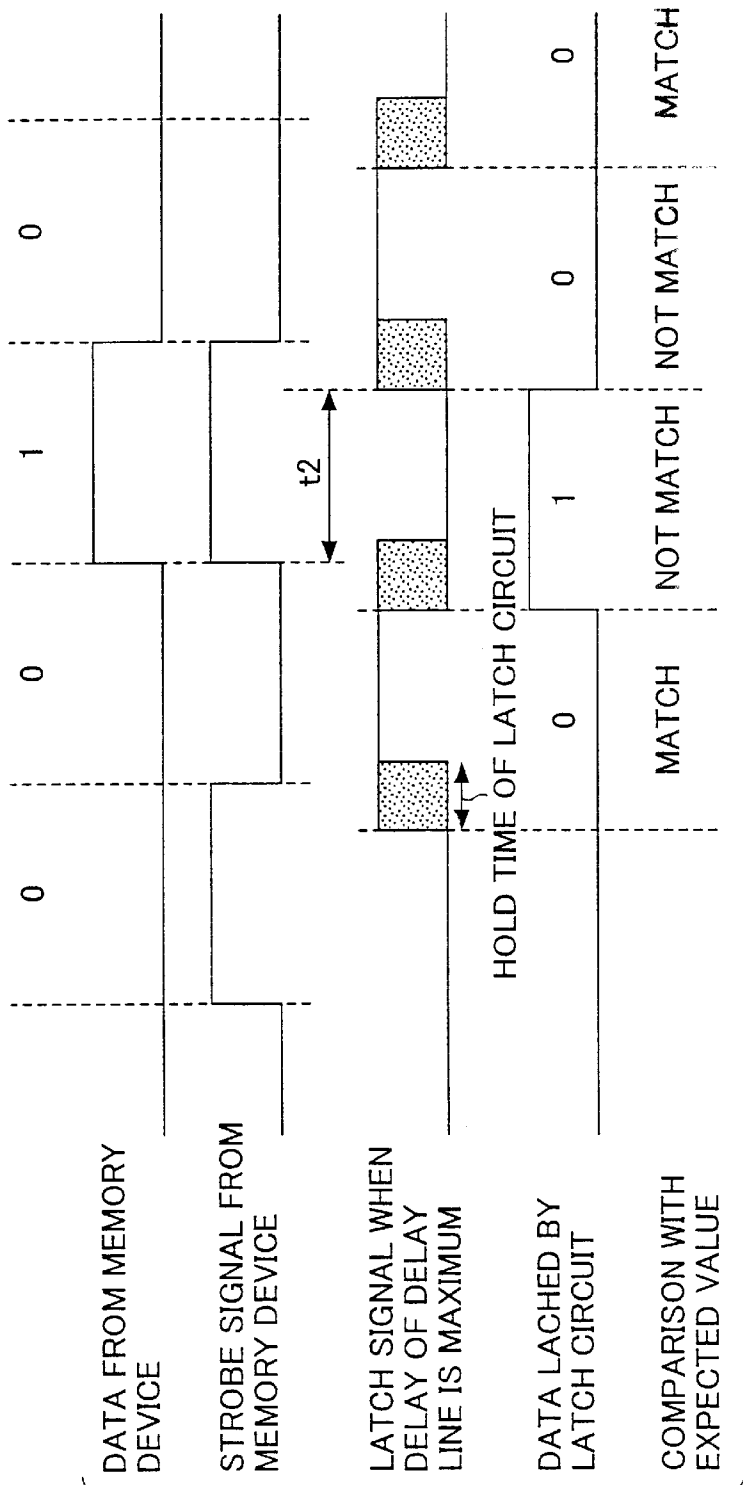 DATA FROM MEMORY
DEVICE
0 0 1 0
STROBE SIGNAL FROM
MEMORY DEVICE
t2
LATCH SIGNAL WHEN
DELAY OF DELAY
LINE IS MAXIMUM
HOLD TIME OF LATCH CIRCUIT
DATA LACHED BY
LATCH CIRCUIT
0 1 0 0
COMPARISON WITH
EXPECTED VALUE
MATCH NOT MATCH NOT MATCH MATCH